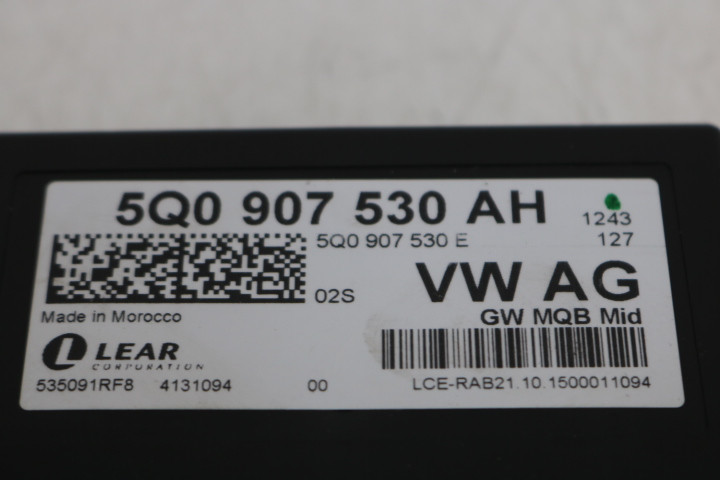 5Q0 907 530 AH
1243
5Q0 907 530 E
127
02S
VW AG
Made in Morocco
GW MQB Mid
LEAR
CORPORATION
535091RF8 4131094 00
LCE-RAB21.10.1500011094